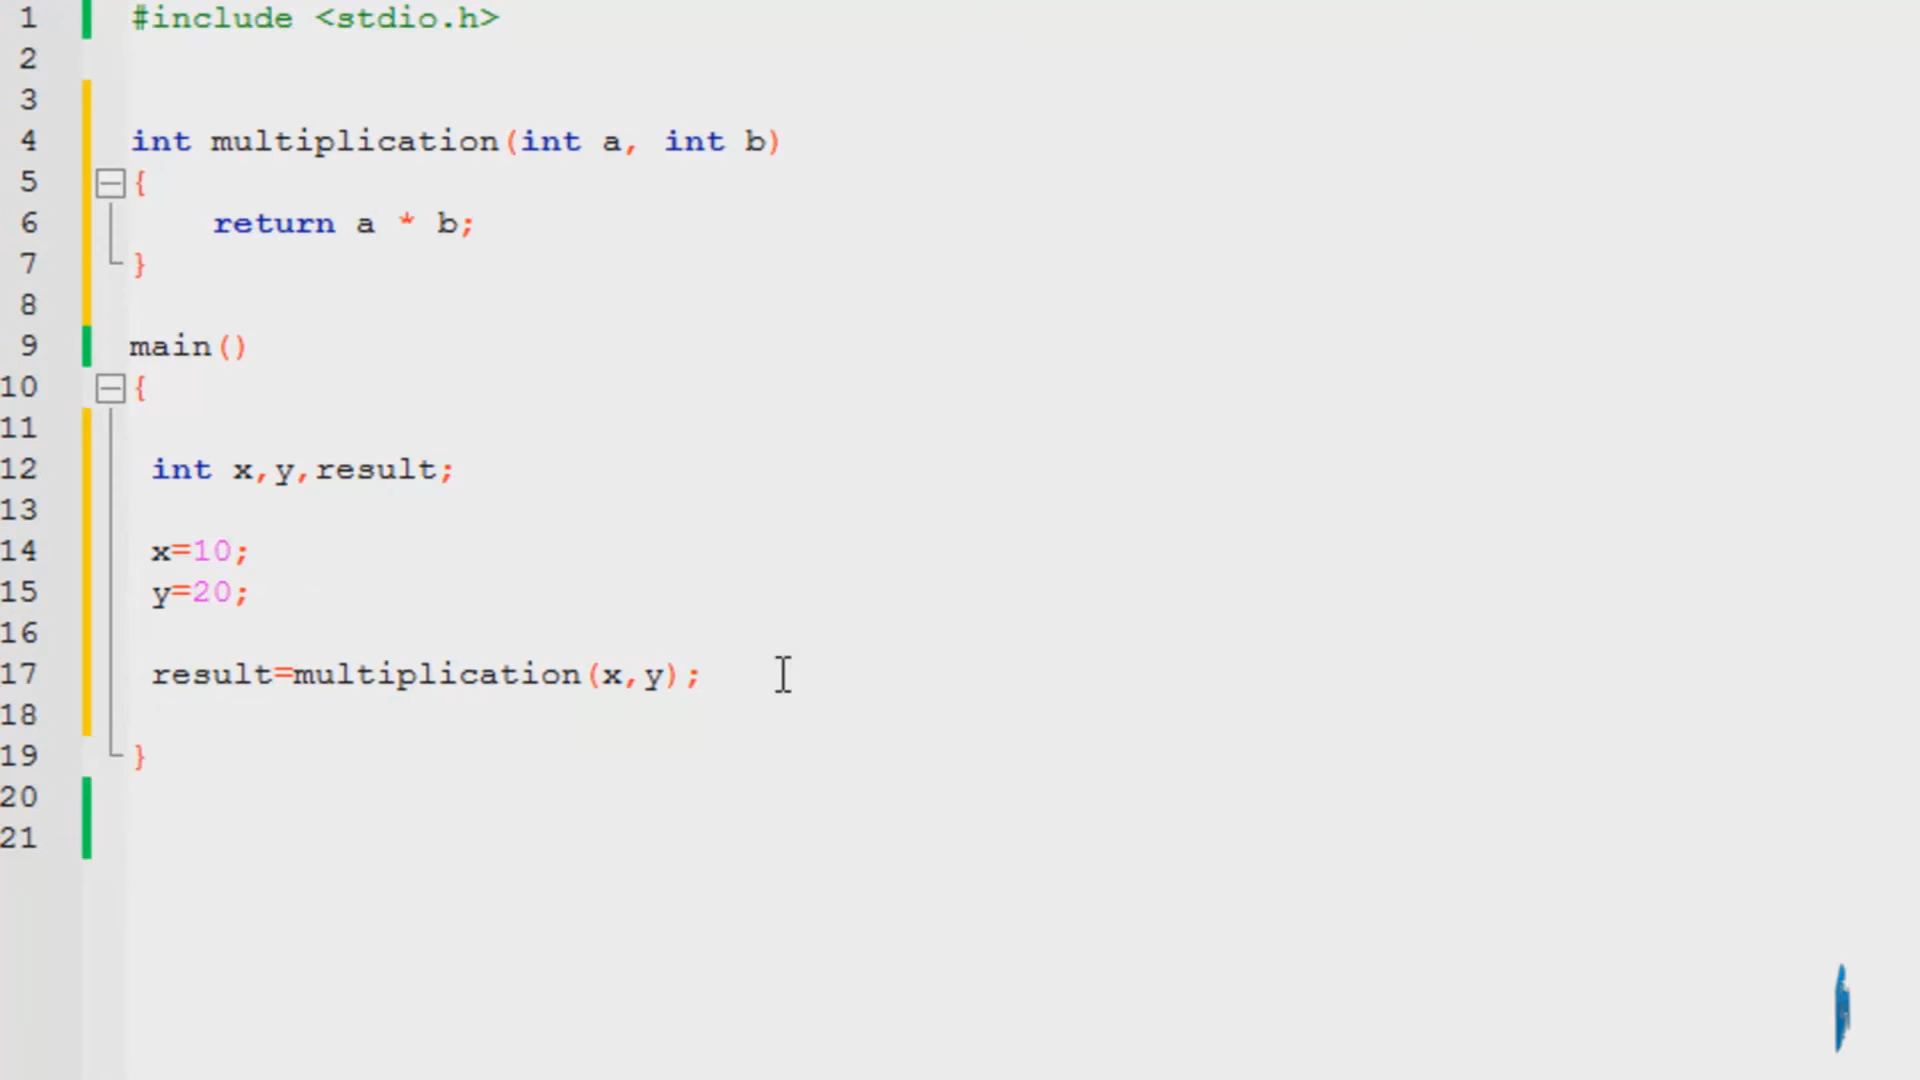 1 #include <stdio.h>
2
3
4 int multiplication(int a, int b)
5 {
6 return a * b;
7 }
8
9 main()
10 {
11
12 int x,y,result;
13
14 x=10;
15 y=20;
16
17 result=multiplication(x,y);
18
19 }
20
21